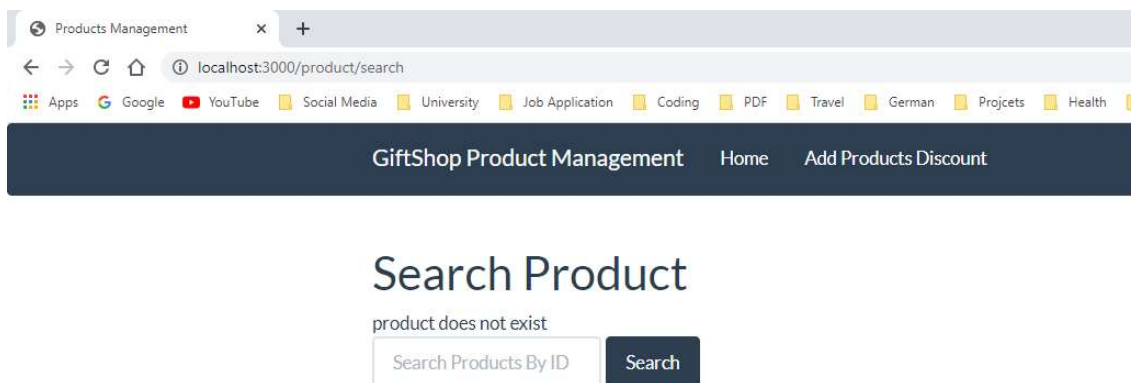 Products Management
localhost:3000/product/search
Apps Google YouTube Social Media University Job Application Coding PDF Travel German Projcets Health
GiftShop Product Management Home Add Products Discount
Search Product
product does not exist
Search Products By ID Search